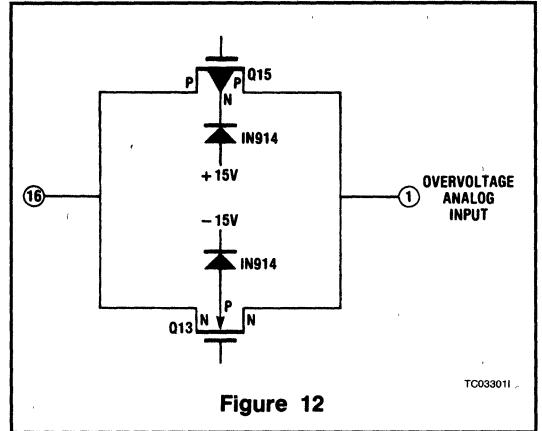 Q15
P P
N
IN914
+ 15V
16
1
OVERVOLTAGE
ANALOG
INPUT
− 15V
IN914
P
N N
Q13
TC03301I
Figure 12